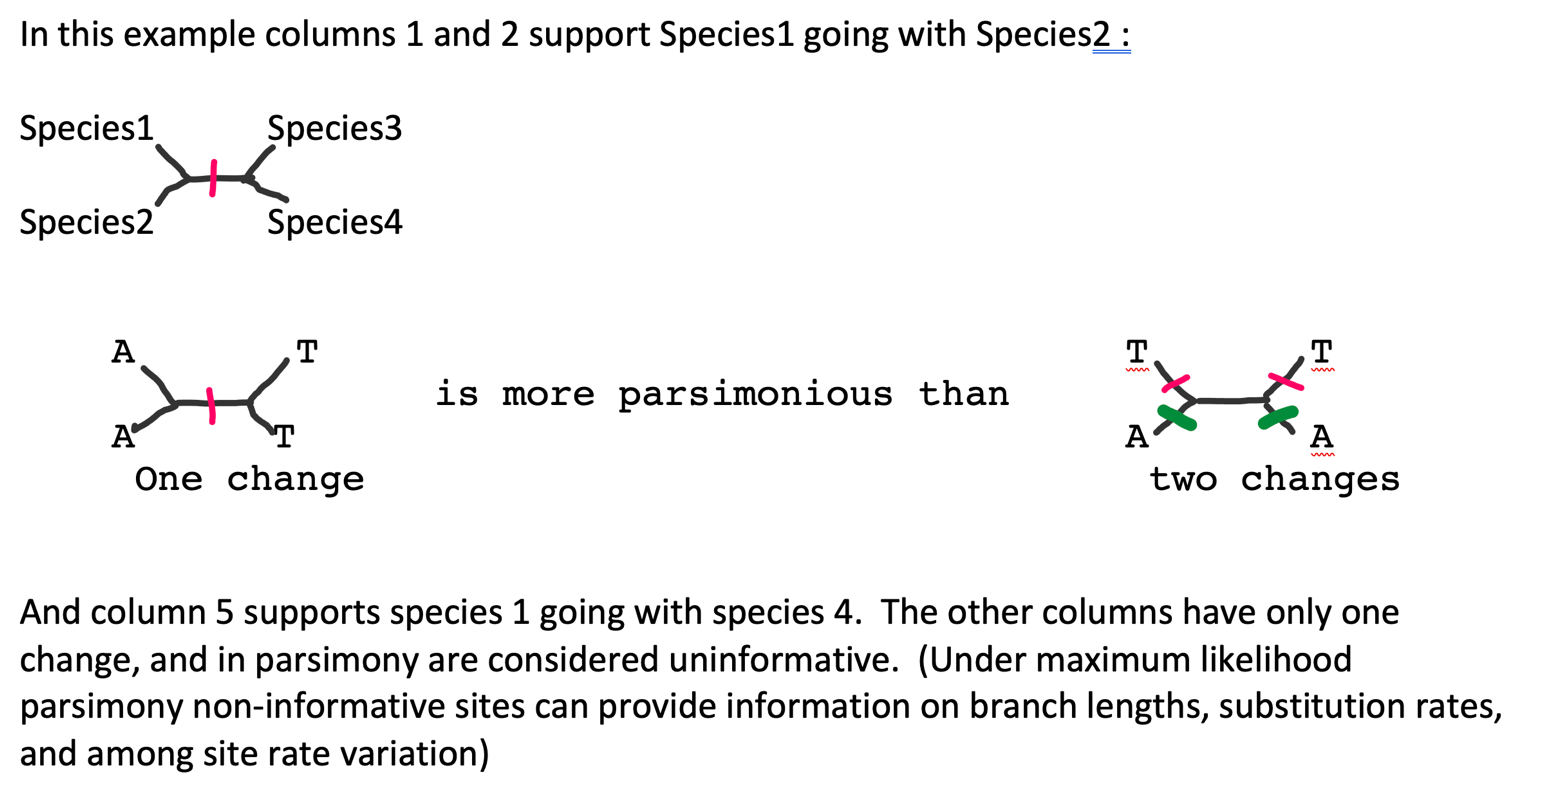 In this example columns 1 and 2 support Species1 going with Species2 :
Species1 Species3
Species2 Species4
A T T T
is more parsimonious than
A T A A
One change two changes
And column 5 supports species 1 going with species 4.  The other columns have only one
change, and in parsimony are considered uninformative.  (Under maximum likelihood
parsimony non-informative sites can provide information on branch lengths, substitution rates,
and among site rate variation)